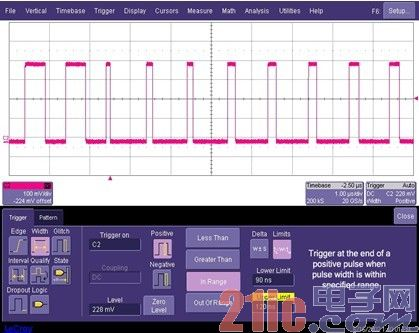 File Vertical Timebase Trigger Display Cursors Measure Math Analysis Utilities Help F6: Setup...
C2
C2
100 mV/div
-224 mV offset
Timebase -2.50 µs
1.00 µs/div
200 kS 20 GS/s
Trigger
Auto C2 228 mV
Width Positive
Trigger Pattern Close
Edge Width Glitch
Interval Qualify State
Dropout Logic
Trigger on
C2
Coupling
DC
Level
228 mV
Positive
Negative
Zero Level
Less Than
Greater Than
In Range
Out Of Range
Delta Limits
Lower Limit
90 ns
Upper Limit
Trigger at the end of a
positive pulse when
pulse width is within
specified range.
21ic.com 电子网
LeCroy